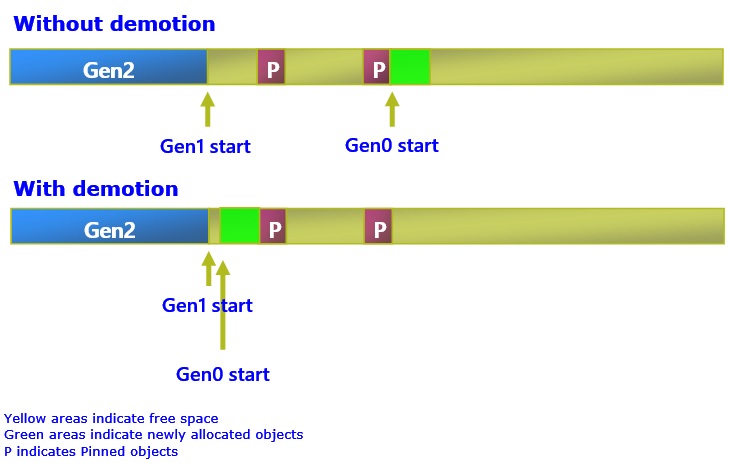 Without demotion
Gen2 P P
Gen1 start Gen0 start
With demotion
Gen2 P P
Gen1 start
Gen0 start
Yellow areas indicate free space
Green areas indicate newly allocated objects
P indicates Pinned objects